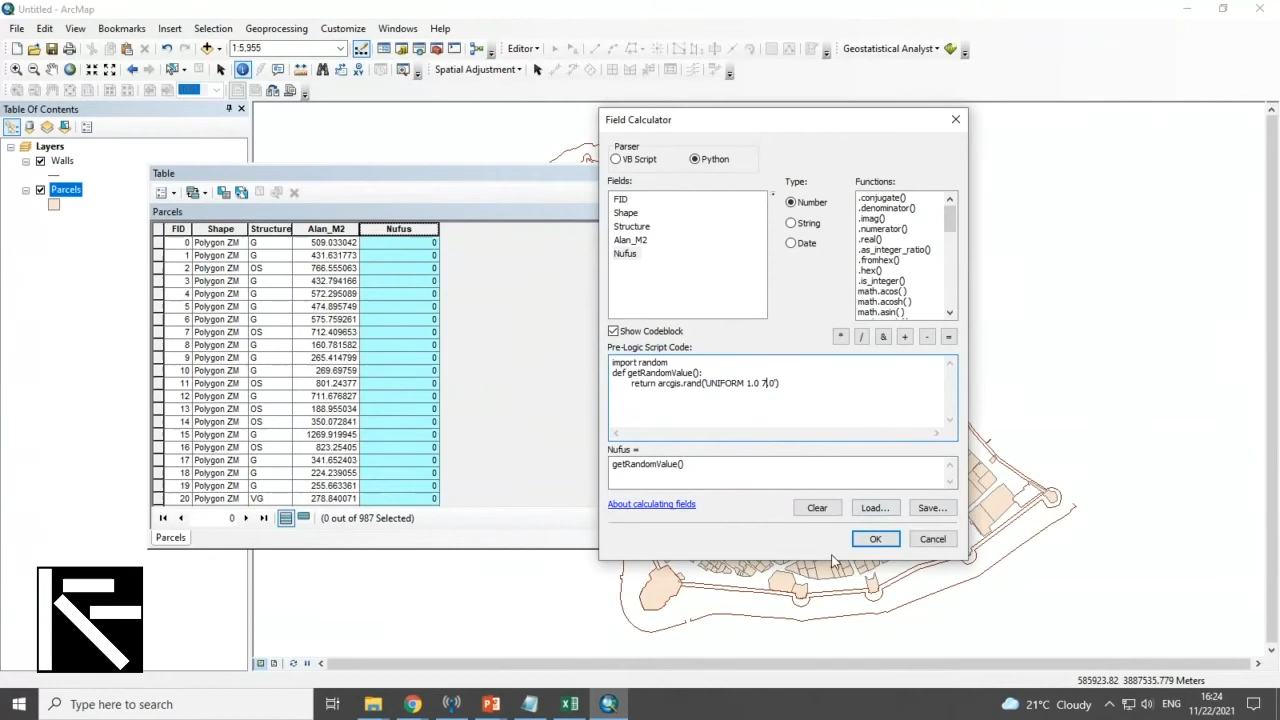 Untitled - ArcMap
File Edit View Bookmarks Insert Selection Geoprocessing Customize Windows Help
1:5,955 Editor Geostatistical Analyst
Spatial Adjustment
Table Of Contents
Layers
Walls
Parcels
Table
Parcels
FID Shape Structure Alan_M2 Nufus
0 Polygon ZM G 509.033042 0
1 Polygon ZM G 431.631773 0
2 Polygon ZM OS 766.555063 0
3 Polygon ZM G 432.794166 0
4 Polygon ZM G 572.295089 0
5 Polygon ZM G 474.895749 0
6 Polygon ZM G 575.759261 0
7 Polygon ZM OS 712.409653 0
8 Polygon ZM G 160.781582 0
9 Polygon ZM G 265.414799 0
10 Polygon ZM G 269.69759 0
11 Polygon ZM OS 801.24377 0
12 Polygon ZM G 711.676827 0
13 Polygon ZM OS 188.955034 0
14 Polygon ZM OS 350.072841 0
15 Polygon ZM G 1269.919945 0
16 Polygon ZM OS 823.25405 0
17 Polygon ZM G 341.652403 0
18 Polygon ZM G 224.239055 0
19 Polygon ZM G 255.663361 0
20 Polygon ZM VG 278.840071 0
0 (0 out of 987 Selected)
Parcels
Field Calculator
Parser
VB Script Python
Fields: Type: Functions:
FID
Shape
Structure
Alan_M2
Nufus
Number
String
Date
.conjugate()
.denominator()
.imag()
.numerator()
.real()
.as_integer_ratio()
.fromhex()
.hex()
.is_integer()
math.acos( )
math.acosh( )
math.asin( )
Show Codeblock
* / & + - =
Pre-Logic Script Code:
import random
def getRandomValue():
return arcgis.rand('UNIFORM 1.0 7.0')
Nufus =
getRandomValue()
About calculating fields Clear Load... Save...
OK Cancel
585923.82 3887535.779 Meters
Type here to search
21°C Cloudy ENG 16:24
11/22/2021